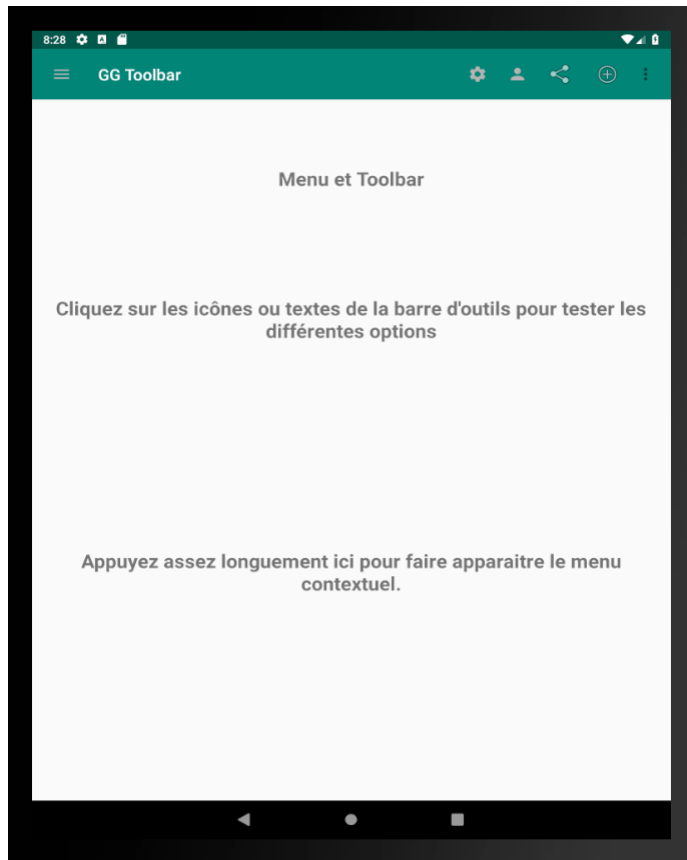 8:28
GG Toolbar
Menu et Toolbar
Cliquez sur les icônes ou textes de la barre d'outils pour tester les
différentes options
Appuyez assez longuement ici pour faire apparaitre le menu
contextuel.